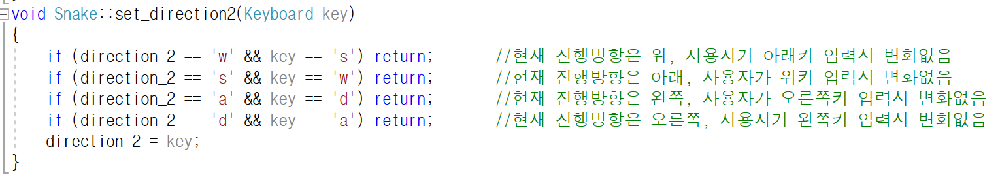 void Snake::set_direction2(Keyboard key)
{
if (direction_2 == 'w' && key == 's') return; //현재 진행방향은 위, 사용자가 아래키 입력시 변화없음
if (direction_2 == 's' && key == 'w') return; //현재 진행방향은 아래, 사용자가 위키 입력시 변화없음
if (direction_2 == 'a' && key == 'd') return; //현재 진행방향은 왼쪽, 사용자가 오른쪽키 입력시 변화없음
if (direction_2 == 'd' && key == 'a') return; //현재 진행방향은 오른쪽, 사용자가 왼쪽키 입력시 변화없음
direction_2 = key;
}